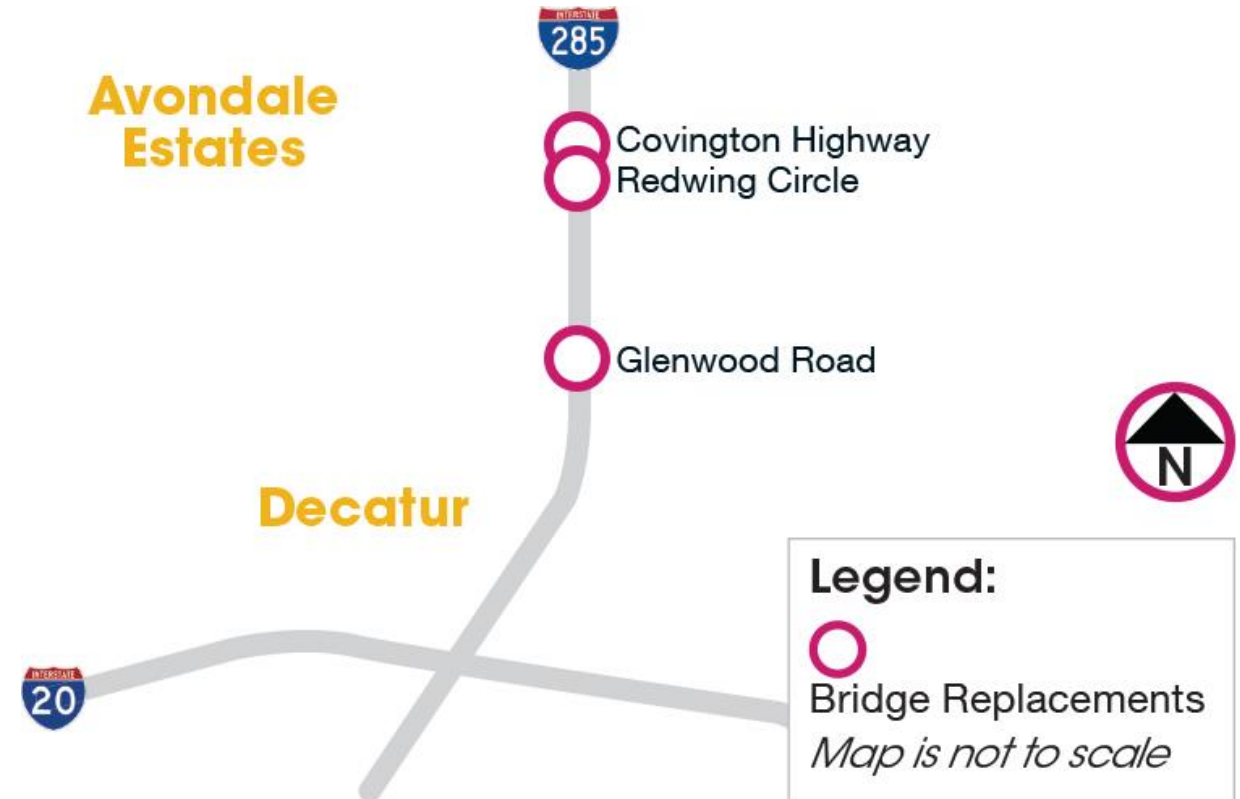 INTERSTATE
285
Avondale
Estates
Covington Highway
Redwing Circle
Glenwood Road
N
Decatur
Legend:
Bridge Replacements
Map is not to scale
INTERSTATE
20